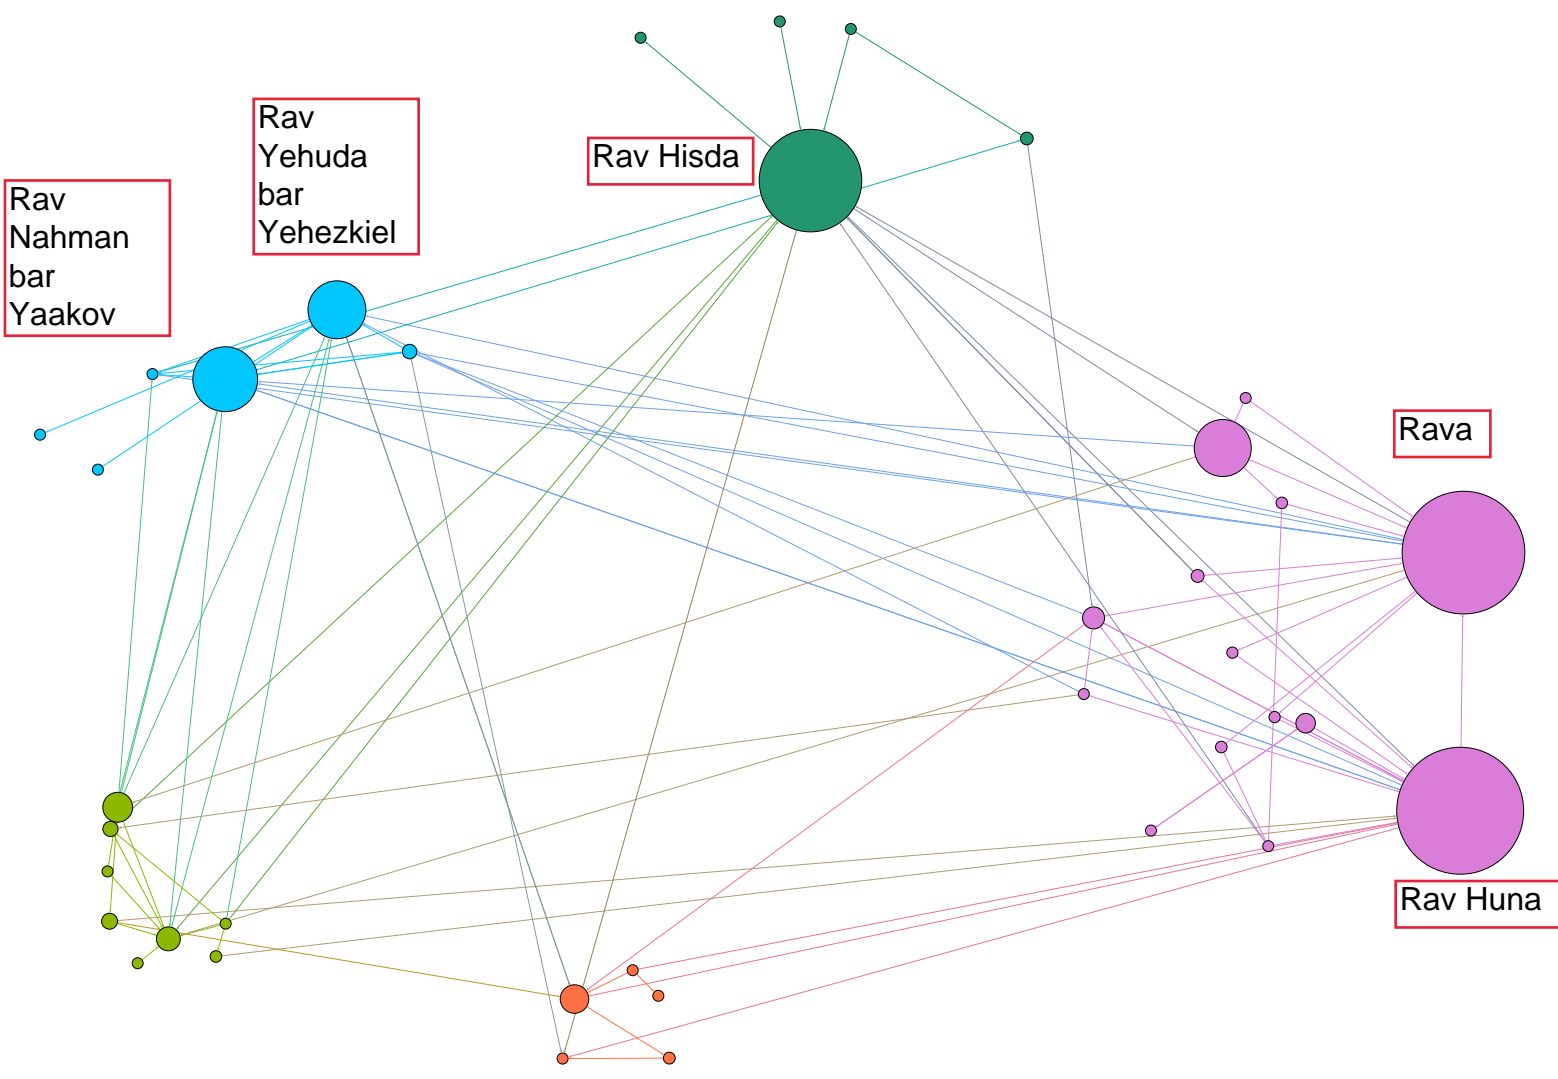 Rav
Nahman
bar
Yaakov
Rav
Yehuda
bar
Yehezkiel
Rav Hisda
Rava
Rav Huna